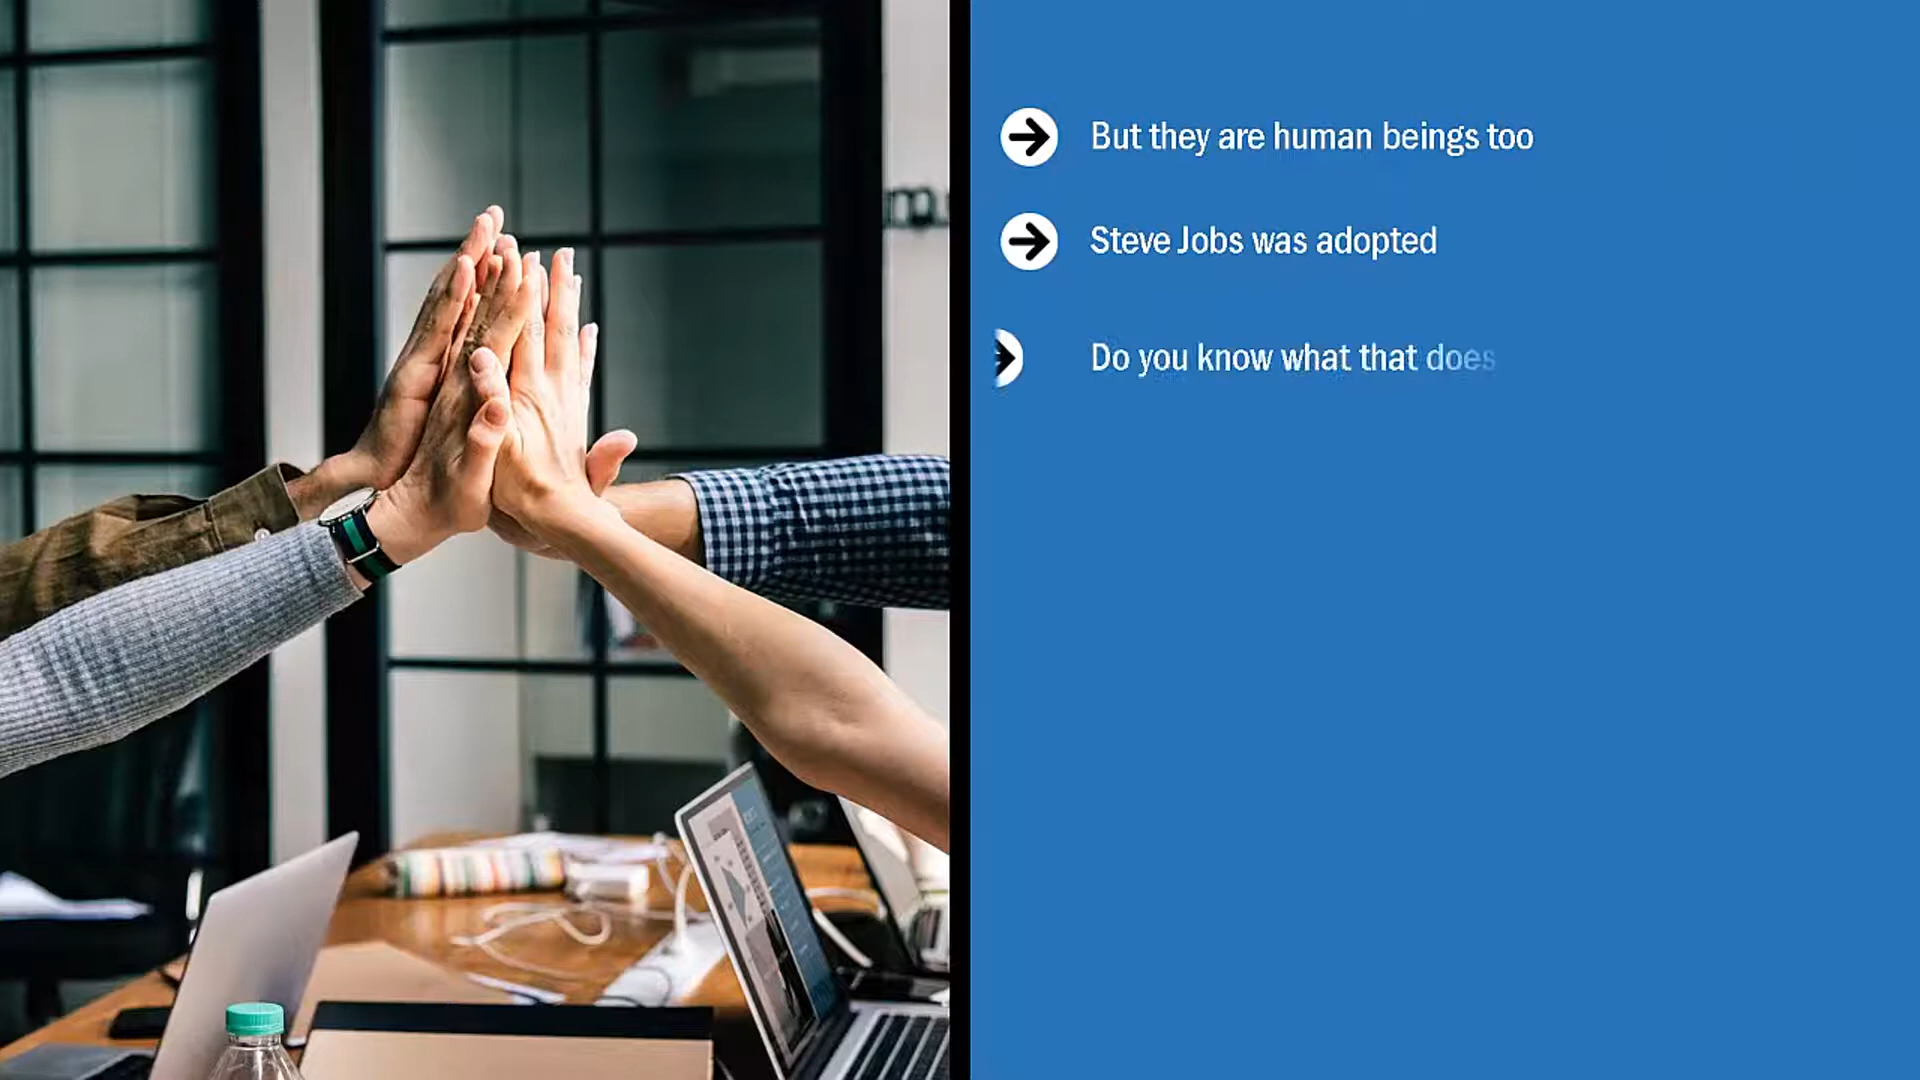 But they are human beings too
Steve Jobs was adopted
Do you know what that does